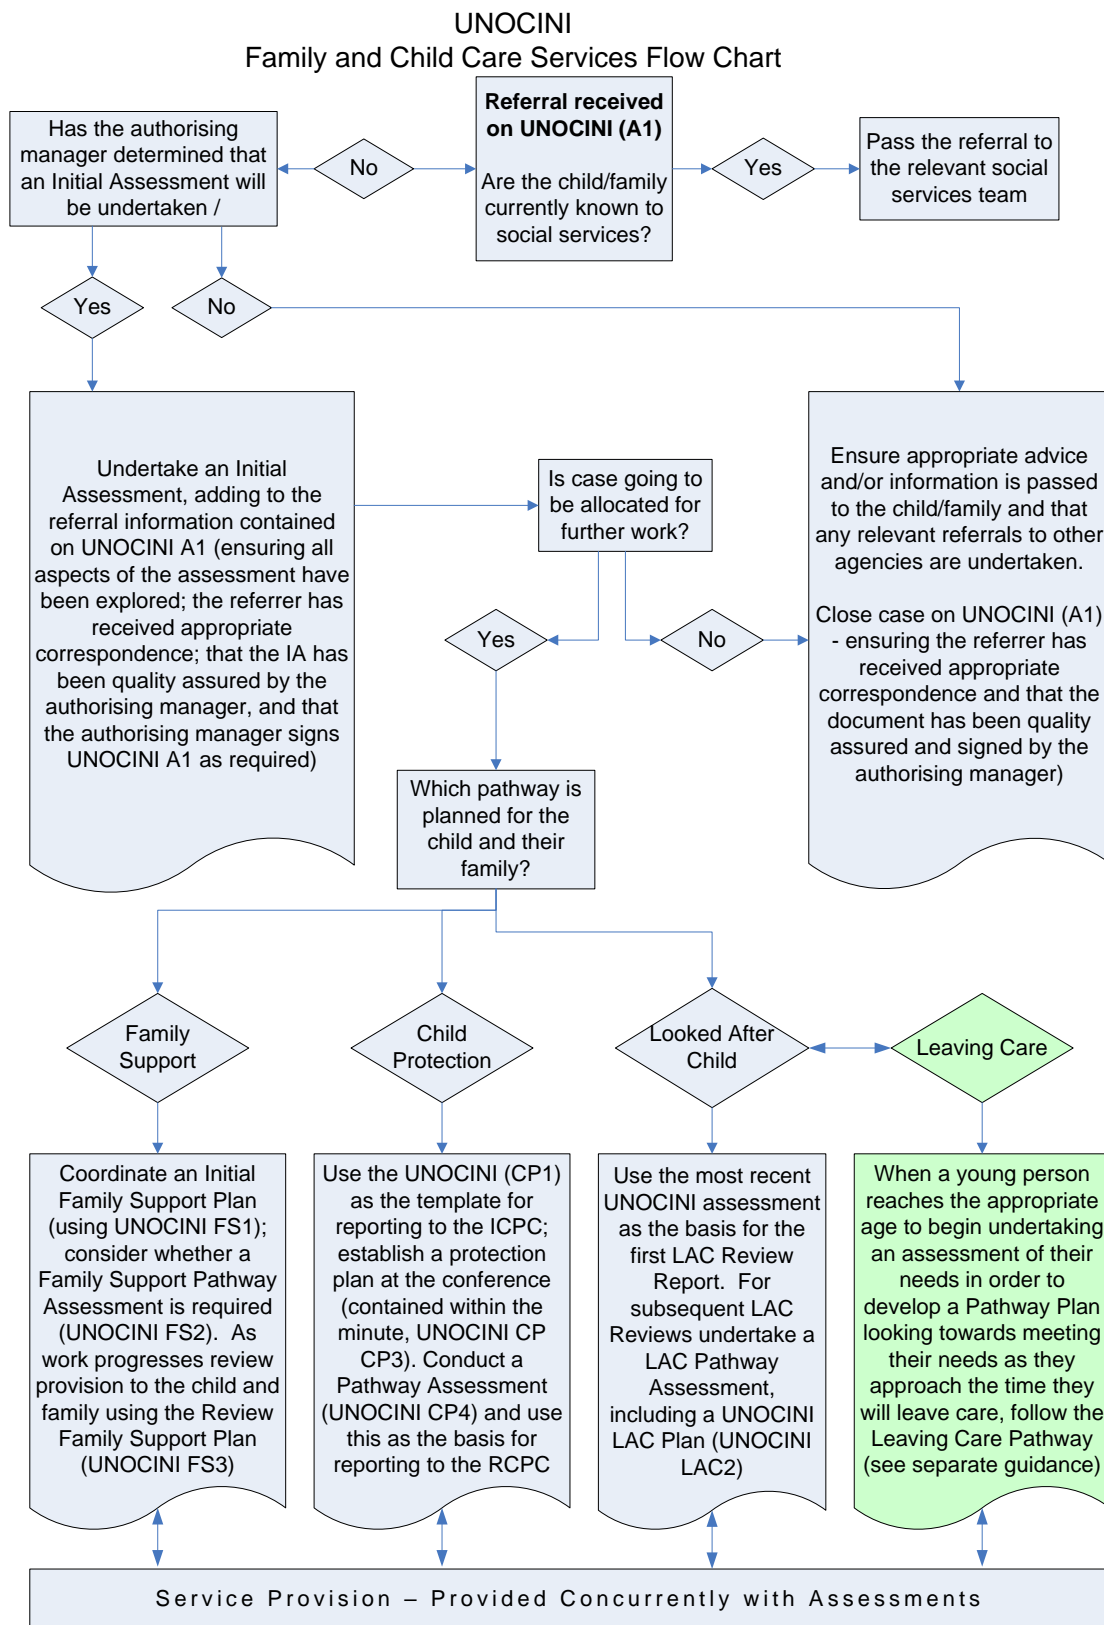 UNOCINI
Family and Child Care Services Flow Chart
Referral received
on UNOCINI (A1)
Are the child/family
currently known to
social services?
Has the authorising
manager determined that
an Initial Assessment will
be undertaken /
No
Yes
Pass the referral to
the relevant social
services team
Yes
No
Undertake an Initial
Assessment, adding to the
referral information contained
on UNOCINI A1 (ensuring all
aspects of the assessment have
been explored; the referrer has
received appropriate
correspondence; that the IA has
been quality assured by the
authorising manager, and that
the authorising manager signs
UNOCINI A1 as required)
Is case going to
be allocated for
further work?
Yes
No
Ensure appropriate advice
and/or information is passed
to the child/family and that
any relevant referrals to other
agencies are undertaken.
Close case on UNOCINI (A1)
- ensuring the referrer has
received appropriate
correspondence and that the
document has been quality
assured and signed by the
authorising manager)
Which pathway is
planned for the
child and their
family?
Family
Support
Child
Protection
Looked After
Child
Leaving Care
Coordinate an Initial
Family Support Plan
(using UNOCINI FS1);
consider whether a
Family Support Pathway
Assessment is required
(UNOCINI FS2).  As
work progresses review
provision to the child and
family using the Review
Family Support Plan
(UNOCINI FS3)
Use the UNOCINI (CP1)
as the template for
reporting to the ICPC;
establish a protection
plan at the conference
(contained within the
minute, UNOCINI CP
CP3). Conduct a
Pathway Assessment
(UNOCINI CP4) and use
this as the basis for
reporting to the RCPC
Use the most recent
UNOCINI assessment
as the basis for the
first LAC Review
Report.  For
subsequent LAC
Reviews undertake a
LAC Pathway
Assessment,
including a UNOCINI
LAC Plan (UNOCINI
LAC2)
When a young person
reaches the appropriate
age to begin undertaking
an assessment of their
needs in order to
develop a Pathway Plan
looking towards meeting
their needs as they
approach the time they
will leave care, follow the
Leaving Care Pathway
(see separate guidance)
Service Provision – Provided Concurrently with Assessments